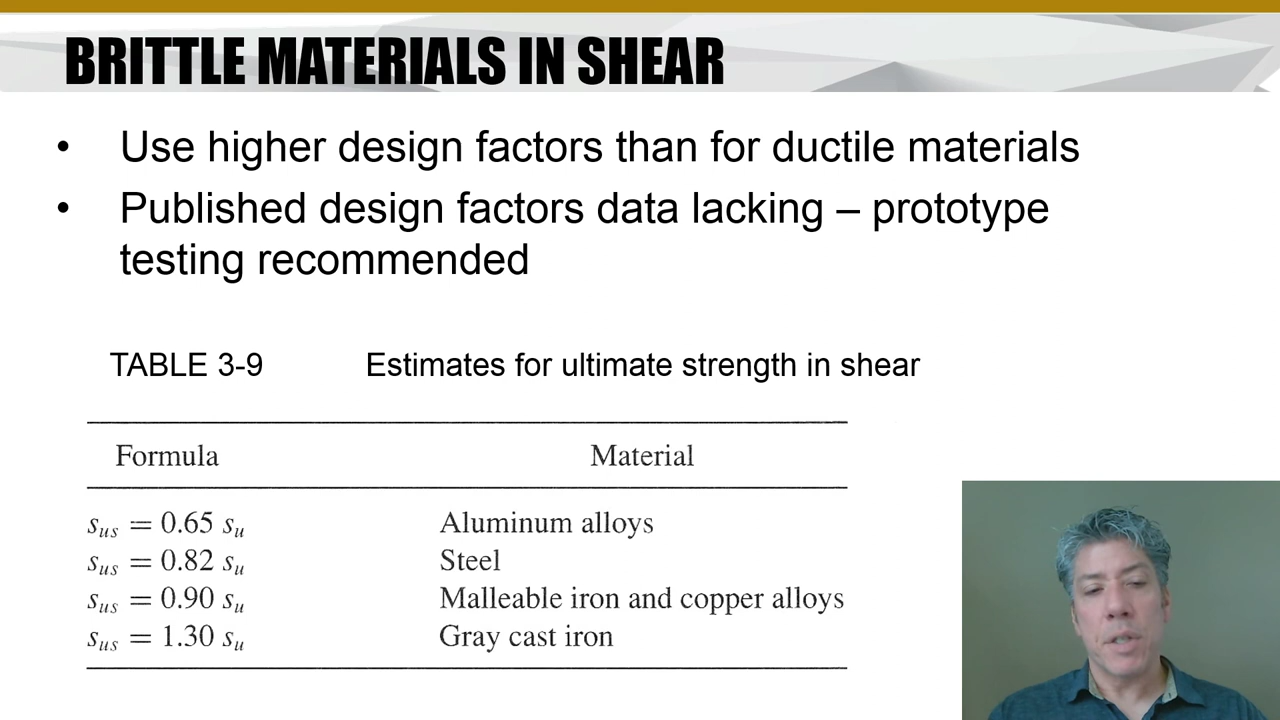 BRITTLE MATERIALS IN SHEAR
• Use higher design factors than for ductile materials
• Published design factors data lacking – prototype
testing recommended
TABLE 3-9 Estimates for ultimate strength in shear
Formula Material
sus = 0.65 su Aluminum alloys
sus = 0.82 su Steel
sus = 0.90 su Malleable iron and copper alloys
sus = 1.30 su Gray cast iron